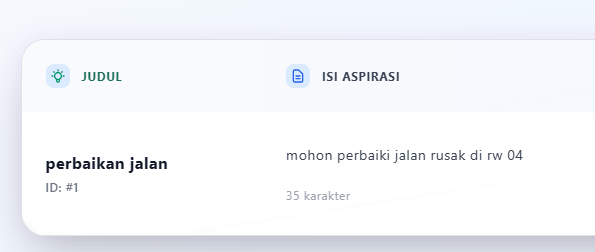 JUDUL
ISI ASPIRASI
perbaikan jalan
ID: #1
mohon perbaiki jalan rusak di rw 04
35 karakter